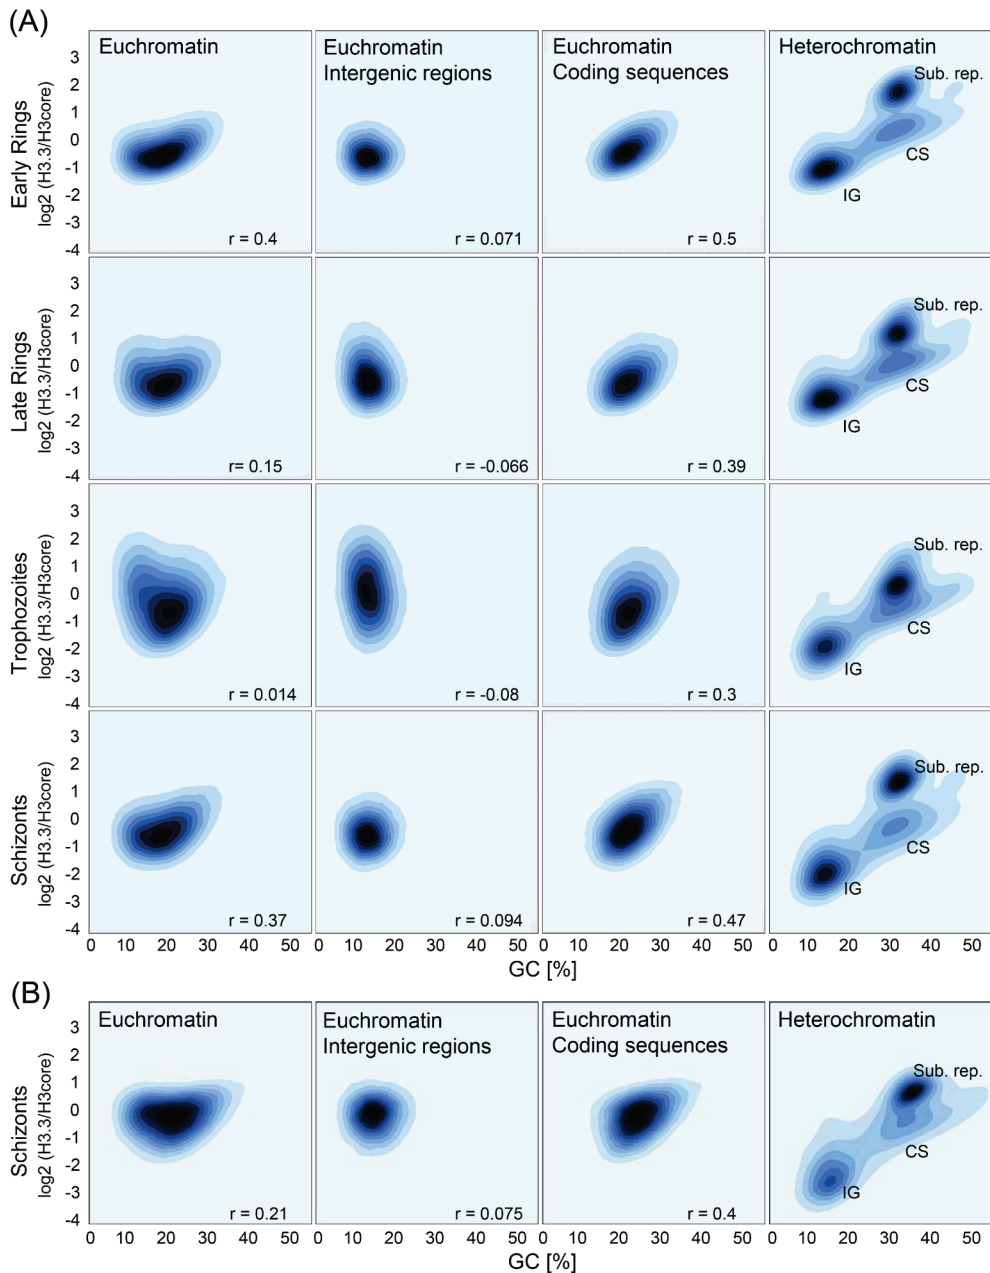 (A)
Euchromatin
Euchromatin
Intergenic regions
Euchromatin
Coding sequences
Heterochromatin
Early Rings
log2 (H3.3/H3core)
3
2
1
0
-1
-2
-3
-4
r = 0.4
r = 0.071
r = 0.5
Sub. rep.
CS
IG
Late Rings
log2 (H3.3/H3core)
3
2
1
0
-1
-2
-3
-4
r= 0.15
r = -0.066
r = 0.39
Sub. rep.
CS
IG
Trophozoites
log2 (H3.3/H3core)
3
2
1
0
-1
-2
-3
-4
r = 0.014
r = -0.08
r = 0.3
Sub. rep.
CS
IG
Schizonts
log2 (H3.3/H3core)
3
2
1
0
-1
-2
-3
-4
r = 0.37
r = 0.094
r = 0.47
Sub. rep.
CS
IG
0 10 20 30 40 50 0 10 20 30 40 50 0 10 20 30 40 50 0 10 20 30 40 50
GC [%]
(B)
Euchromatin
Euchromatin
Intergenic regions
Euchromatin
Coding sequences
Heterochromatin
Schizonts
log2 (H3.3/H3core)
3
2
1
0
-1
-2
-3
-4
r = 0.21
r = 0.075
r = 0.4
Sub. rep.
CS
IG
0 10 20 30 40 50 0 10 20 30 40 50 0 10 20 30 40 50 0 10 20 30 40 50
GC [%]